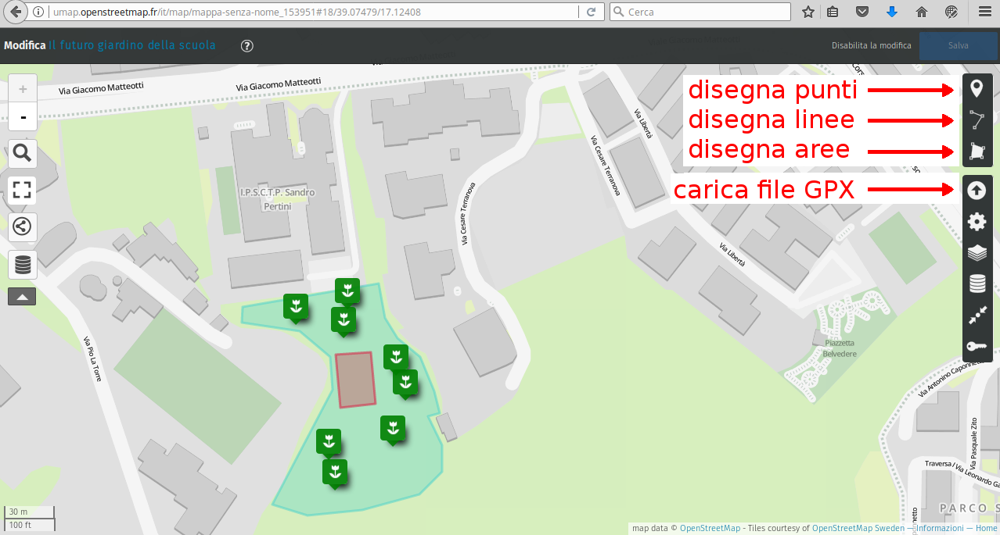 umap.openstreetmap.fr/it/map/mappa-senza-nome_153951#18/39.07479/17.12408
Cerca
Modifica Il futuro giardino della scuola
?
Disabilita la modifica
Salva
Via Giacomo Matteotti
Via Giacomo Matteotti
disegna punti
disegna linee
disegna aree
carica file GPX
+
-
Via Libertà
Via Cesare Terranova
Via Cesare Terranova
I.P.S.C.T.P. Sandro
Pertini
Via Libertà
Via Pio La Torre
Piazzetta
Belvedere
Via Antonino Caponnetto
Via Pasquale Zito
Traversa / Via Leonardo Ga
PARCO S
30 m
100 ft
map data © OpenStreetMap - Tiles courtesy of OpenStreetMap Sweden — Informazioni — Home